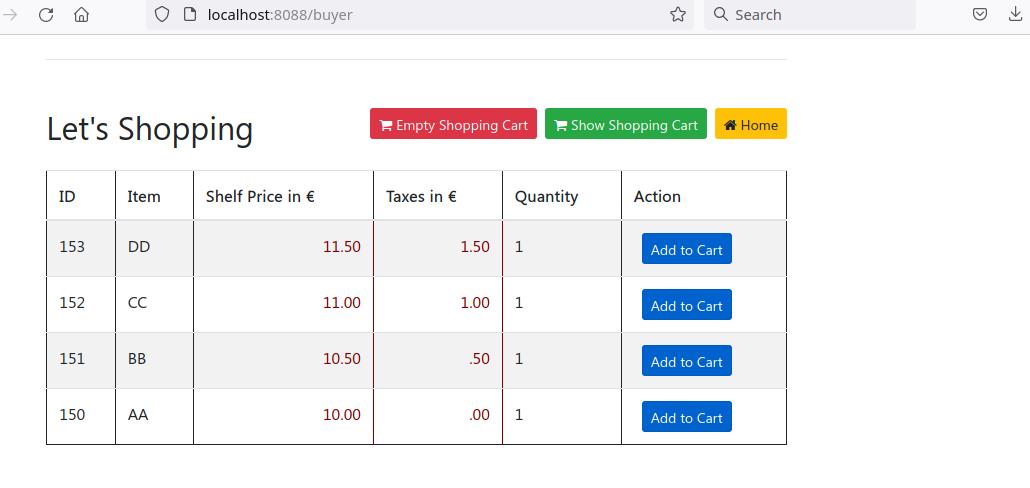 localhost:8088/buyer Search
Let's Shopping Empty Shopping Cart Show Shopping Cart Home
ID Item Shelf Price in € Taxes in € Quantity Action
153 DD 11.50 1.50 1 Add to Cart
152 CC 11.00 1.00 1 Add to Cart
151 BB 10.50 .50 1 Add to Cart
150 AA 10.00 .00 1 Add to Cart